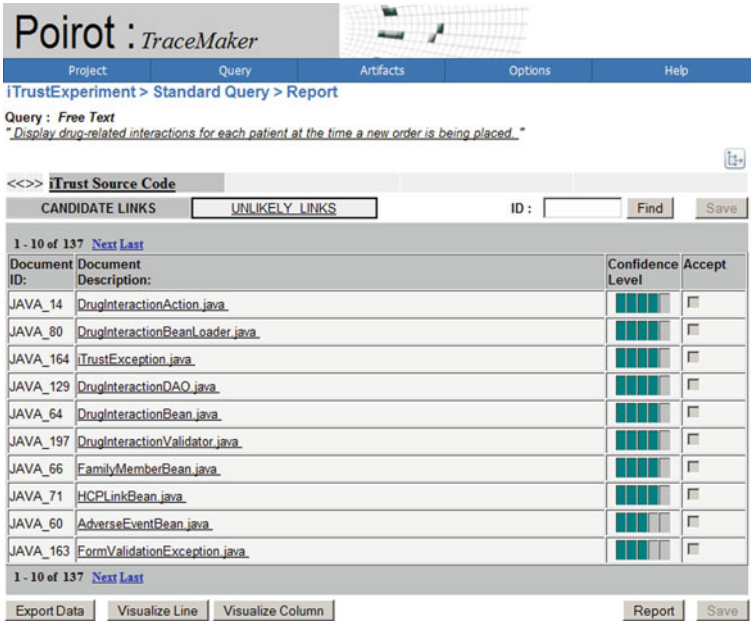 Poirot : TraceMaker
Project Query Artifacts Options Help
iTrustExperiment > Standard Query > Report
Query : Free Text
" Display drug-related interactions for each patient at the time a new order is being placed. "
<<>> iTrust Source Code
CANDIDATE LINKS UNLIKELY LINKS ID : Find Save
1 - 10 of 137 Next Last
Document ID: Document Description: Confidence Level Accept
JAVA_14 DrugInteractionAction.java
JAVA_80 DrugInteractionBeanLoader.java
JAVA_164 iTrustException.java
JAVA_129 DrugInteractionDAO.java
JAVA_64 DrugInteractionBean.java
JAVA_197 DrugInteractionValidator.java
JAVA_66 FamilyMemberBean.java
JAVA_71 HCPLinkBean.java
JAVA_60 AdverseEventBean.java
JAVA_163 FormValidationException.java
1 - 10 of 137 Next Last
Export Data Visualize Line Visualize Column Report Save